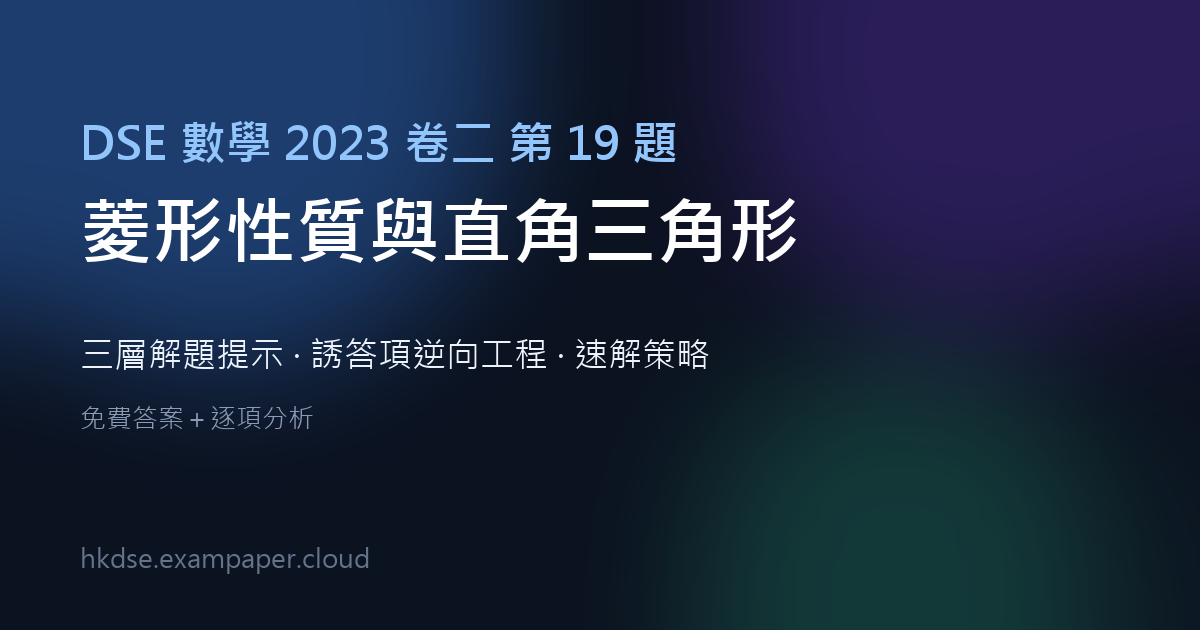 DSE 數學 2023 卷二 第 19 題
菱形性質與直角三角形
三層解題提示 · 誘答項逆向工程 · 速解策略
免費答案 + 逐項分析
hkdse.exampaper.cloud